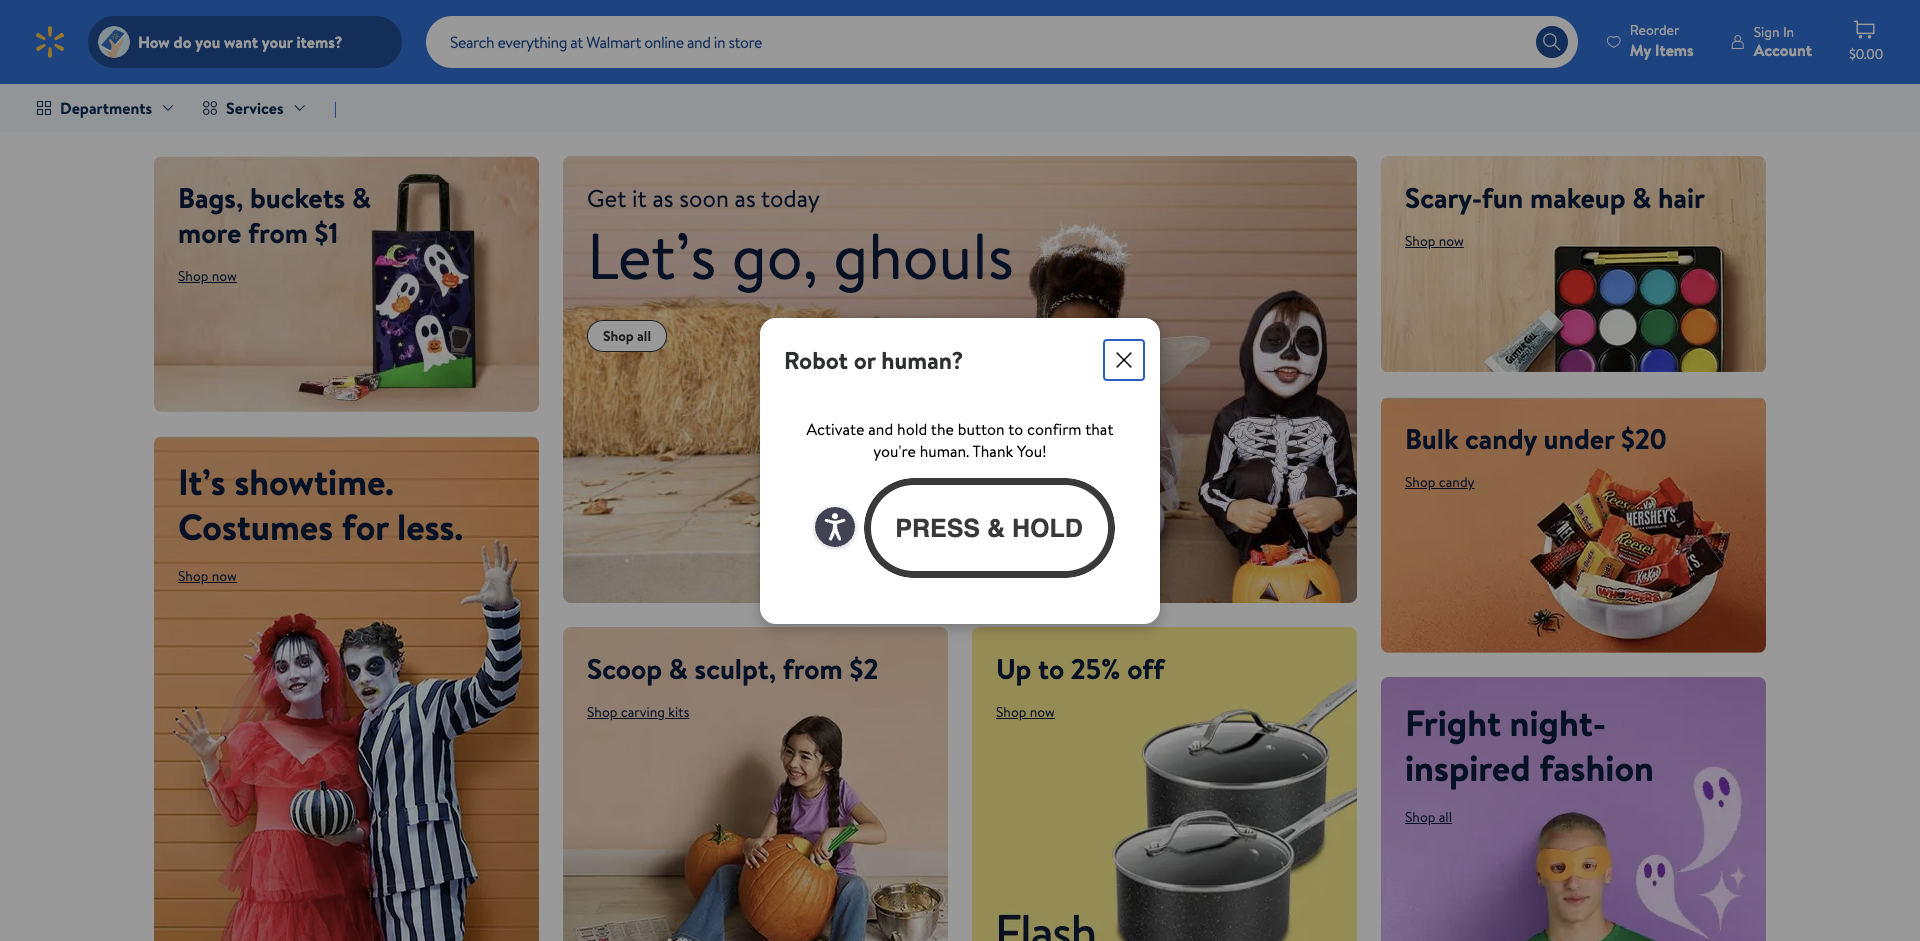 How do you want your items?
Search everything at Walmart online and in store
Reorder
My Items
Sign In
Account
$0.00
Departments
Services
Bags, buckets &
more from $1
Shop now
Get it as soon as today
Let's go, ghouls
Shop all
Scary-fun makeup & hair
Shop now
GLITTER GEL
Robot or human?
Activate and hold the button to confirm that
you're human. Thank You!
PRESS & HOLD
It's showtime.
Costumes for less.
Shop now
Bulk candy under $20
Shop candy
HERSHEY'S
Milk Duds
Reese's
Reese's
KitKat
WHOPPERS
Scoop & sculpt, from $2
Shop carving kits
Up to 25% off
Shop now
Flash
Fright night-
inspired fashion
Shop all